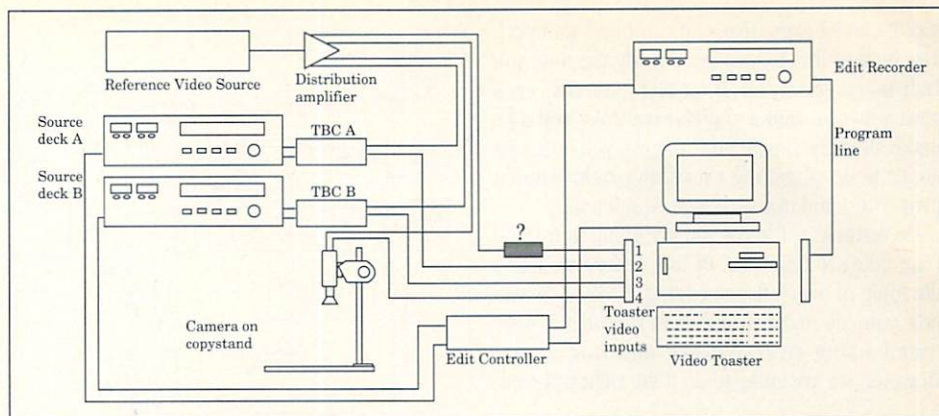 Reference Video Source
Distribution
amplifier
Edit Recorder
Source
deck A
TBC A
Program
line
Source
deck B
TBC B
?
1
2
3
4
Camera on
copystand
Edit Controller
Toaster
video
inputs
Video Toaster